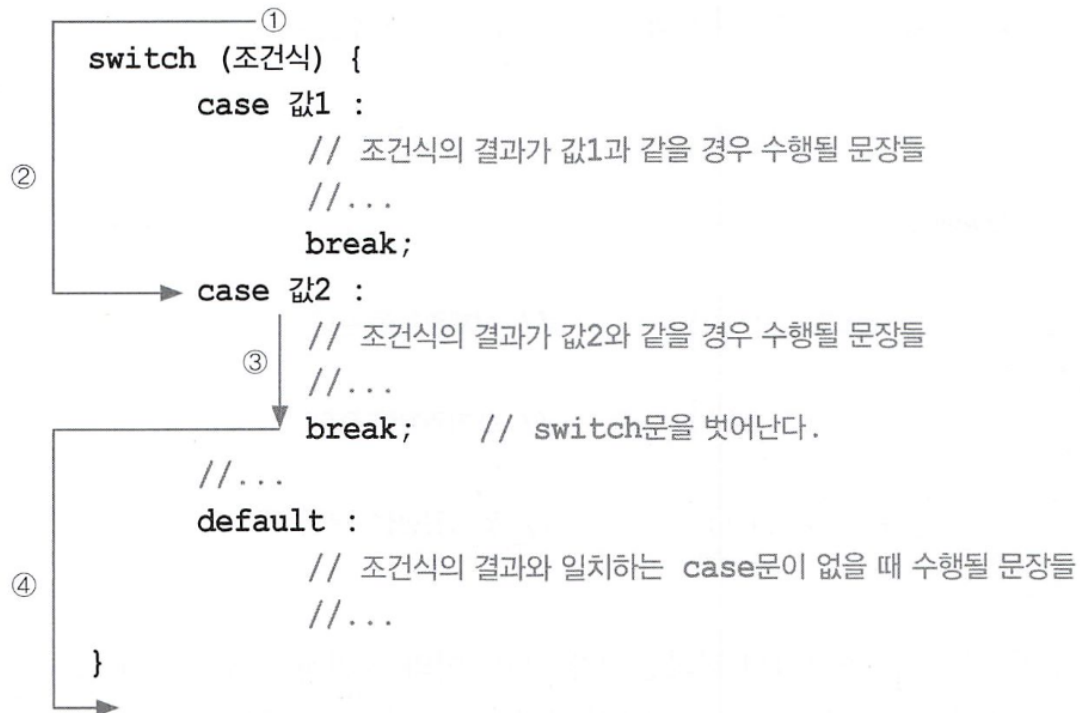 ①
switch (조건식) {
case 값1 :
// 조건식의 결과가 값1과 같을 경우 수행될 문장들
②
//...
break;
case 값2 :
// 조건식의 결과가 값2와 같을 경우 수행될 문장들
③
//...
break; // switch문을 벗어난다.
//...
default :
// 조건식의 결과와 일치하는 case문이 없을 때 수행될 문장들
④
//...
}